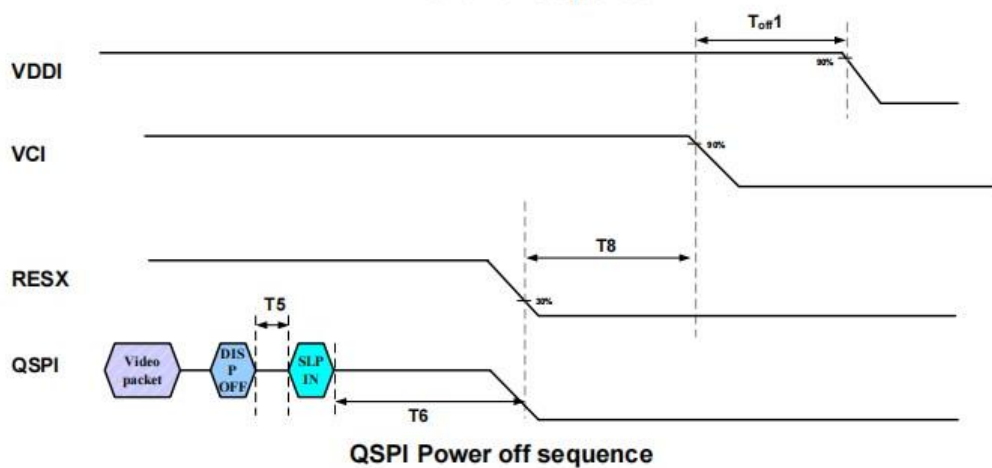 Toff1
VDDI
90%
VCI
90%
T8
RESX
30%
T5
QSPI
Video
packet
DIS
P
OFF
SLP
IN
T6
QSPI Power off sequence